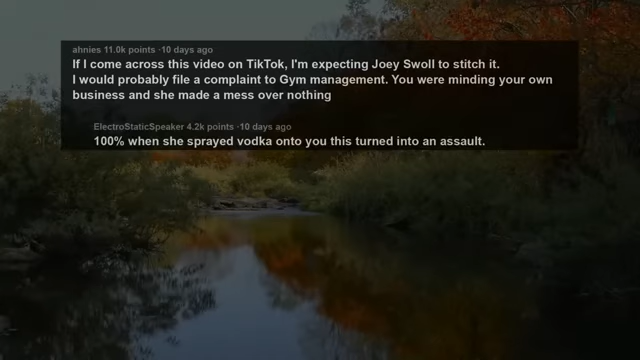 ahnies 11.0k points ·10 days ago
If I come across this video on TikTok, I'm expecting Joey Swoll to stitch it.
I would probably file a complaint to Gym management. You were minding your own
business and she made a mess over nothing
ElectroStaticSpeaker 4.2k points ·10 days ago
100% when she sprayed vodka onto you this turned into an assault.